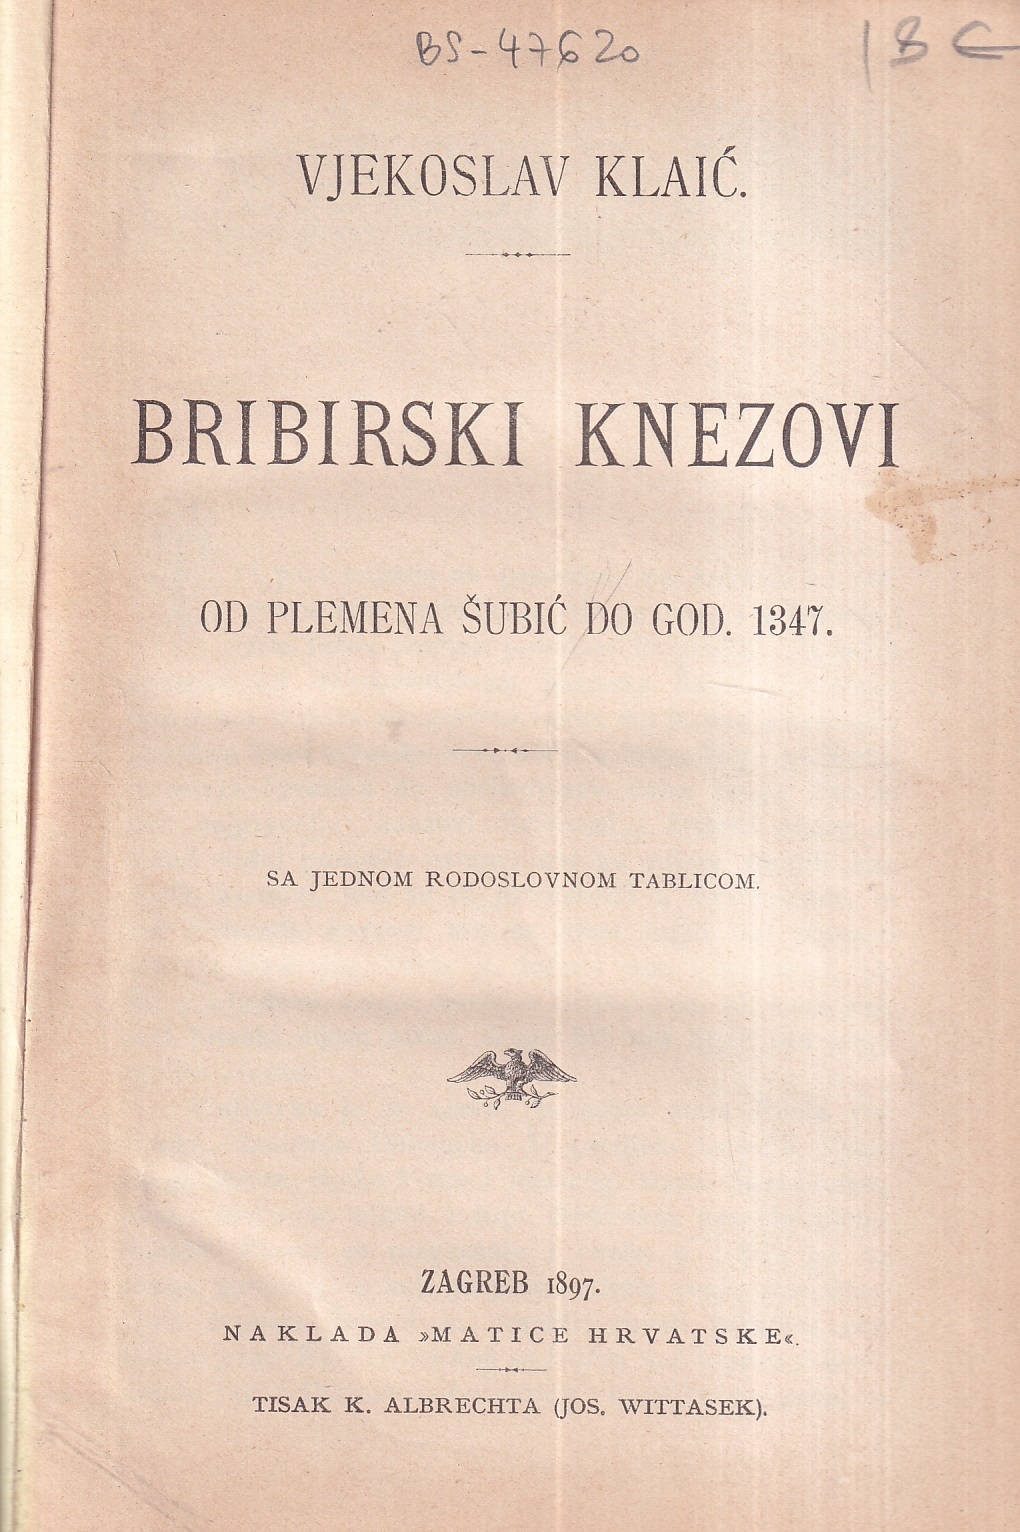 BS-47620
VJEKOSLAV KLAIĆ.
BRIBIRSKI KNEZOVI
OD PLEMENA ŠUBIĆ DO GOD. 1347.
SA JEDNOM RODOSLOVNOM TABLICOM.
ZAGREB 1897.
NAKLADA »MATICE HRVATSKE«.
TISAK K. ALBRECHTA (JOS. WITTASEK).